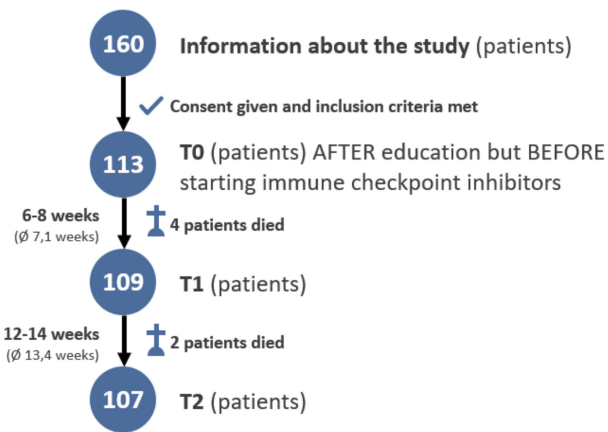 160 Information about the study (patients)
Consent given and inclusion criteria met
113 T0 (patients) AFTER education but BEFORE
starting immune checkpoint inhibitors
6-8 weeks
(Ø 7,1 weeks)
4 patients died
109 T1 (patients)
12-14 weeks
(Ø 13,4 weeks)
2 patients died
107 T2 (patients)